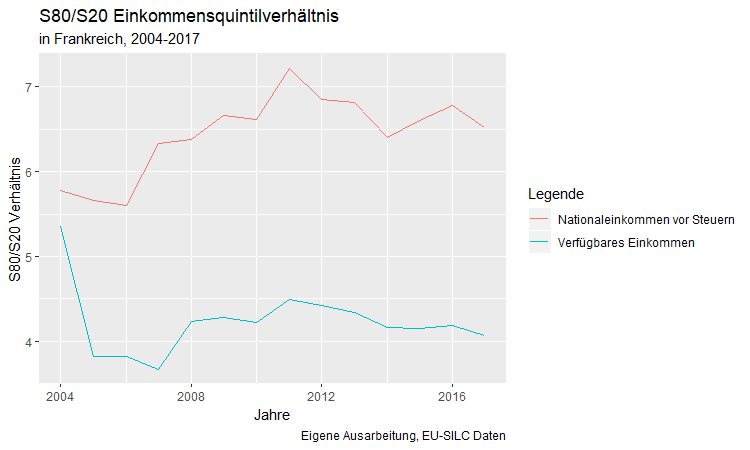 S80/S20 Einkommensquintilverhältnis
in Frankreich, 2004-2017
S80/S20 Verhältnis
7
6
5
4
2004 2008 2012 2016
Jahre
Legende
Nationaleinkommen vor Steuern
Verfügbares Einkommen
Eigene Ausarbeitung, EU-SILC Daten